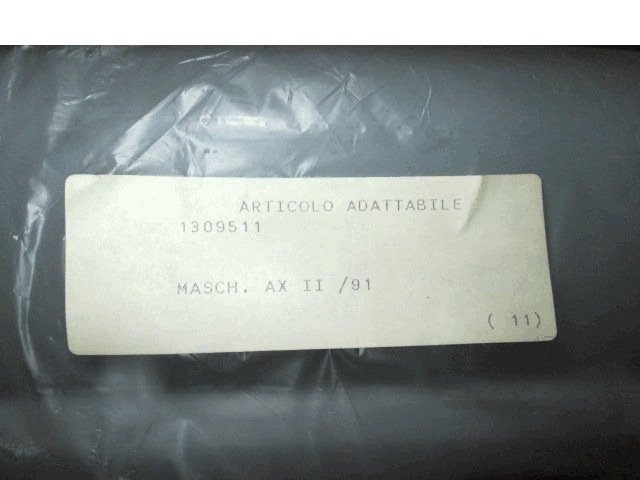 ARTICOLO ADATTABILE
1309511
MASCH. AX II /91
( 11)